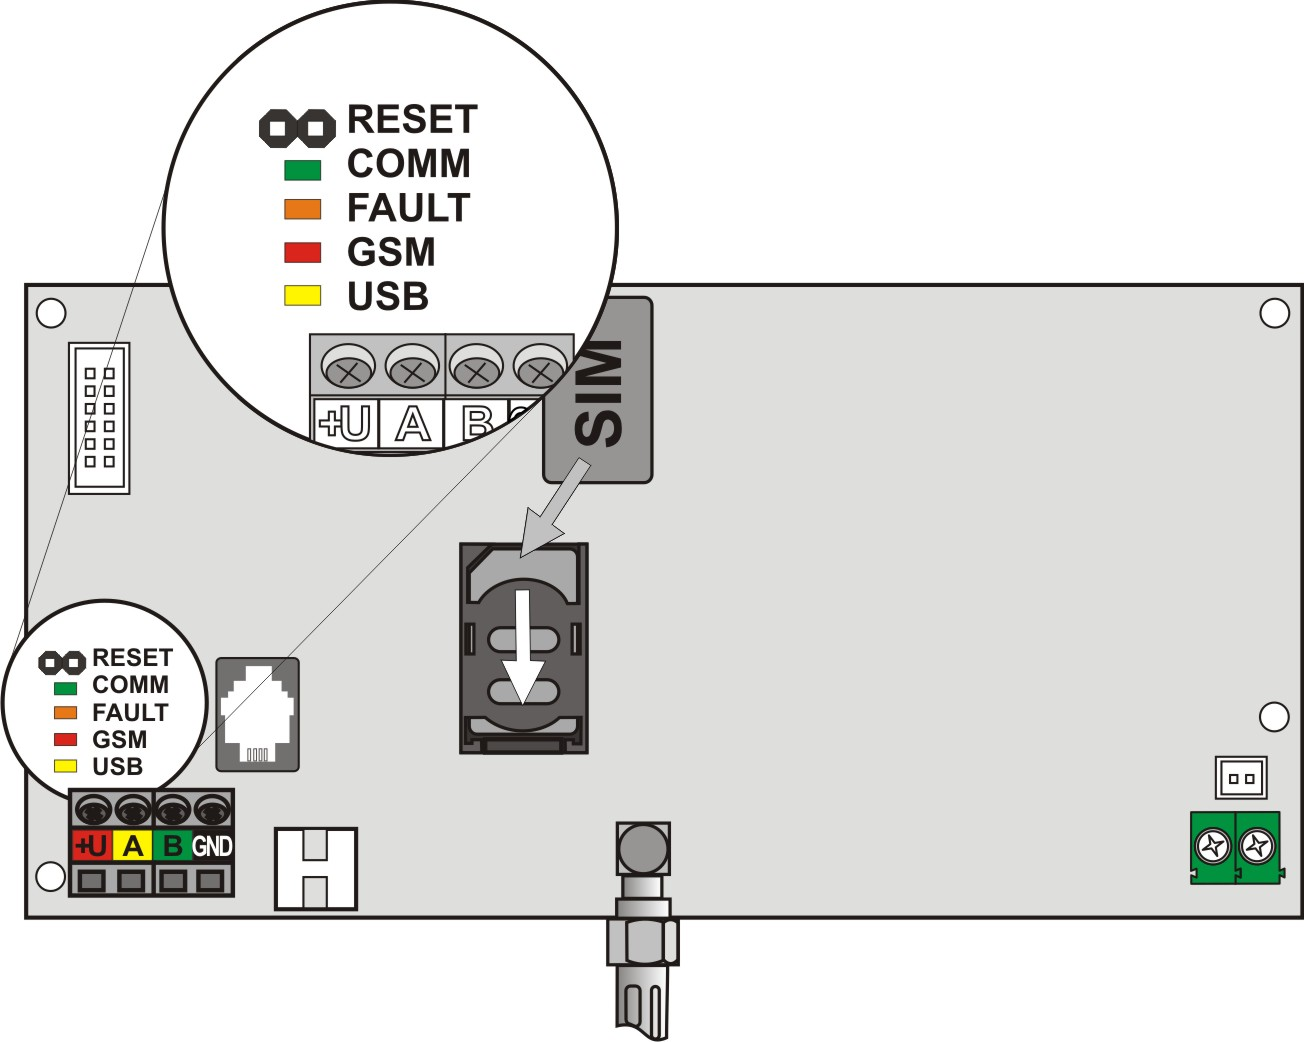 RESET
COMM
FAULT
GSM
USB
+U A B
SIM
RESET
COMM
FAULT
GSM
USB
+U A B GND